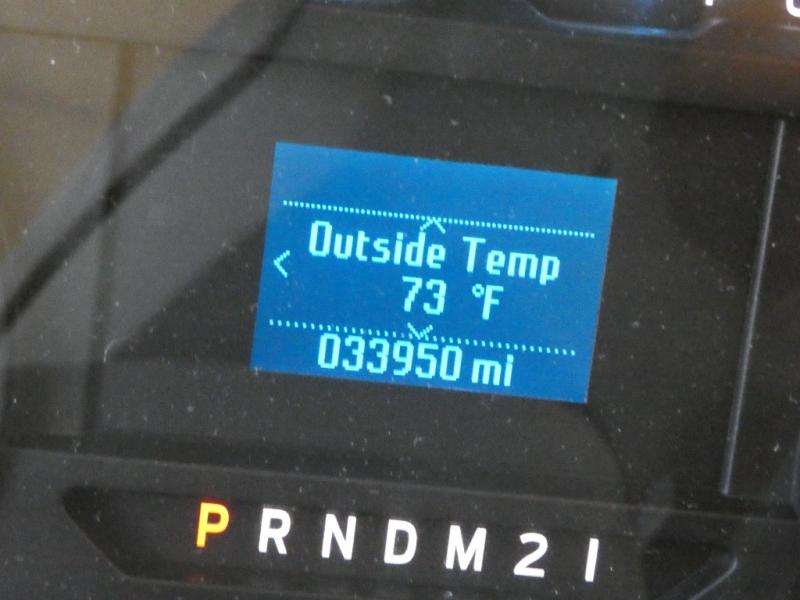 Outside Temp
73 °F
033950 mi
P R N D M 2 1